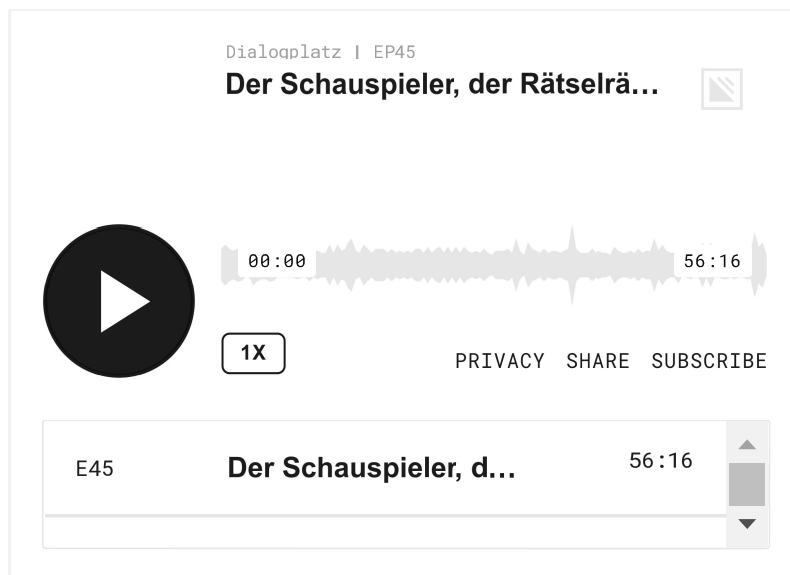 Dialogplatz | EP45
Der Schauspieler, der Rätselrä...
00:00
56:16
1X
PRIVACY SHARE SUBSCRIBE
E45 Der Schauspieler, d... 56:16